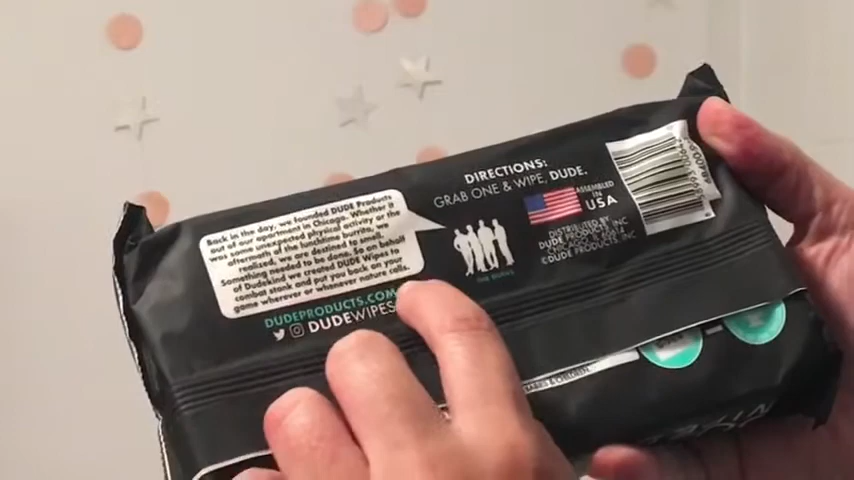 Back in the day, we founded DUDE Products
out of our apartment in Chicago. Whether it
was some unexpected physical activity or the
aftermath of the lunchtime burrito, we
realized, we are destined to smell.
Something needed to be done. So on behalf
of dudes we created DUDE Wipes to
combat stank and put you back on your
game wherever or whenever nature calls.
DUDEPRODUCTS.COM
DUDEWIPES
THE DUDES
DIRECTIONS:
GRAB ONE & WIPE, DUDE.
ASSEMBLED
IN
USA
DISTRIBUTED BY
DUDE PRODUCTS, INC
CHICAGO, IL 60614
©DUDE PRODUCTS, INC.